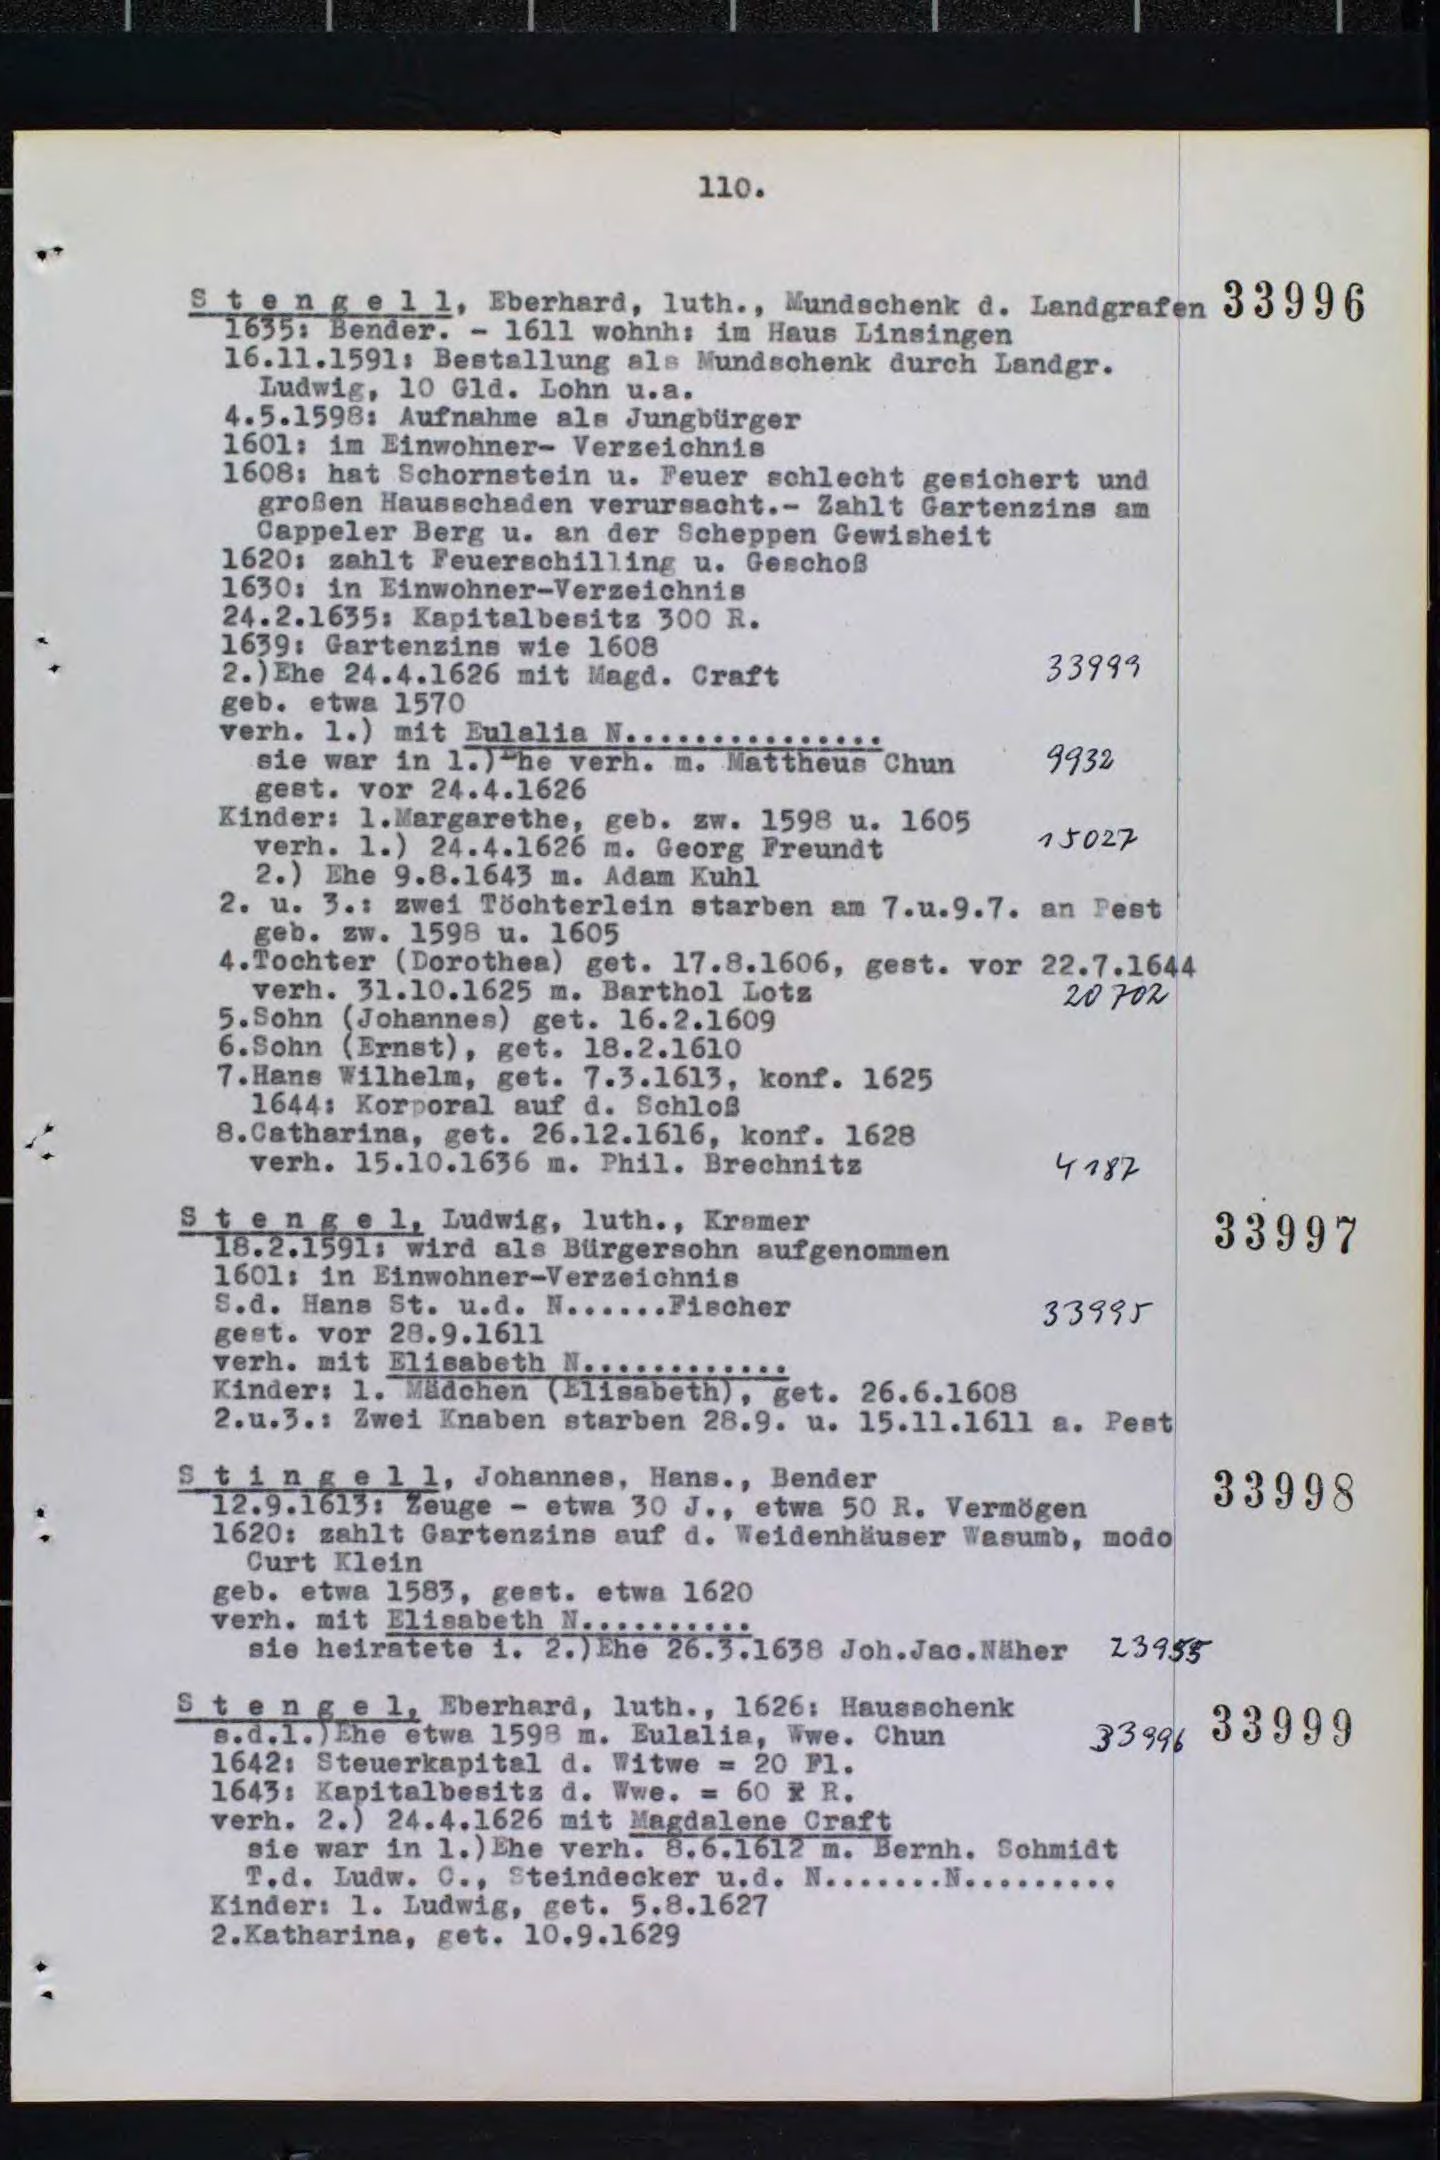 110.
S t e n g e l l, Eberhard, luth., Mundschenk d. Landgrafen 33996
1635: Bender. - 1611 wohnh: im Haus Linsingen
16.11.1591: Bestallung als Mundschenk durch Landgr.
Ludwig, 10 Gld. Lohn u.a.
4.5.1598: Aufnahme als Jungbürger
1601: im Einwohner- Verzeichnis
1608: hat Schornstein u. Feuer schlecht gesichert und
großen Hausschaden verursacht.- Zahlt Gartenzins am
Cappeler Berg u. an der Scheppen Gewisheit
1620: zahlt Feuerschilling u. Geschoß
1630: in Einwohner-Verzeichnis
24.2.1635: Kapitalbesitz 300 R.
1639: Gartenzins wie 1608
2.)Ehe 24.4.1626 mit Magd. Craft 33999
geb. etwa 1570
verh. 1.) mit Eulalia N...............
sie war in 1.)Ehe verh. m. Mattheus Chun 9932
gest. vor 24.4.1626
Kinder: 1.Margarethe, geb. zw. 1598 u. 1605
verh. 1.) 24.4.1626 m. Georg Freundt 15027
2.) Ehe 9.8.1643 m. Adam Kuhl
2. u. 3.: zwei Töchterlein starben am 7.u.9.7. an Pest
geb. zw. 1598 u. 1605
4.Tochter (Dorothea) get. 17.8.1606, gest. vor 22.7.1644
verh. 31.10.1625 m. Barthol Lotz 20702
5.Sohn (Johannes) get. 16.2.1609
6.Sohn (Ernst), get. 18.2.1610
7.Hans Wilhelm, get. 7.3.1613, konf. 1625
1644: Korporal auf d. Schloß
8.Catharina, get. 26.12.1616, konf. 1628
verh. 15.10.1636 m. Phil. Brechnitz 4187
S t e n g e l, Ludwig, luth., Kramer 33997
18.2.1591: wird als Bürgersohn aufgenommen
1601: in Einwohner-Verzeichnis
S.d. Hans St. u.d. N......Fischer 33995
gest. vor 28.9.1611
verh. mit Elisabeth N............
Kinder: 1. Mädchen (Elisabeth), get. 26.6.1608
2.u.3.: Zwei Knaben starben 28.9. u. 15.11.1611 a. Pest
S t i n g e l l, Johannes, Hans., Bender 33998
12.9.1613: Zeuge - etwa 30 J., etwa 50 R. Vermögen
1620: zahlt Gartenzins auf d. Weidenhäuser Wasumb, modo
Curt Klein
geb. etwa 1583, gest. etwa 1620
verh. mit Elisabeth N..........
sie heiratete i. 2.)Ehe 26.3.1638 Joh.Jac.Näher 23955
S t e n g e l, Eberhard, luth., 1626: Hausschenk
s.d.1.)Ehe etwa 1598 m. Eulalia, Wwe. Chun 33996 33999
1642: Steuerkapital d. Witwe = 20 Fl.
1643: Kapitalbesitz d. Wwe. = 60 R.
verh. 2.) 24.4.1626 mit Magdalene Craft
sie war in 1.)Ehe verh. 8.6.1612 m. Bernh. Schmidt
T.d. Ludw. C., Steindecker u.d. N.......N.........
Kinder: 1. Ludwig, get. 5.8.1627
2.Katharina, get. 10.9.1629